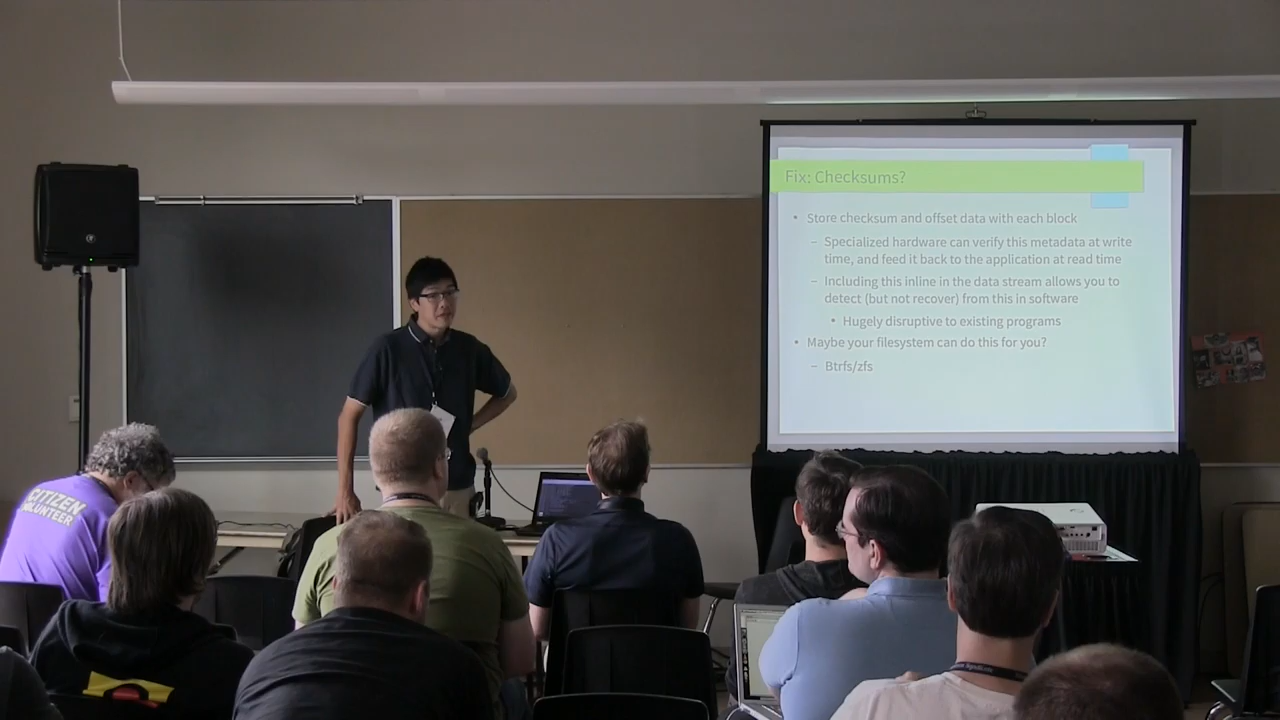 Fix: Checksums?
• Store checksum and offset data with each block
– Specialized hardware can verify this metadata at write
time, and feed it back to the application at read time
– Including this inline in the data stream allows you to
detect (but not recover) from this in software
• Hugely disruptive to existing programs
• Maybe your filesystem can do this for you?
– Btrfs/zfs
CITIZEN
VOLUNTEER